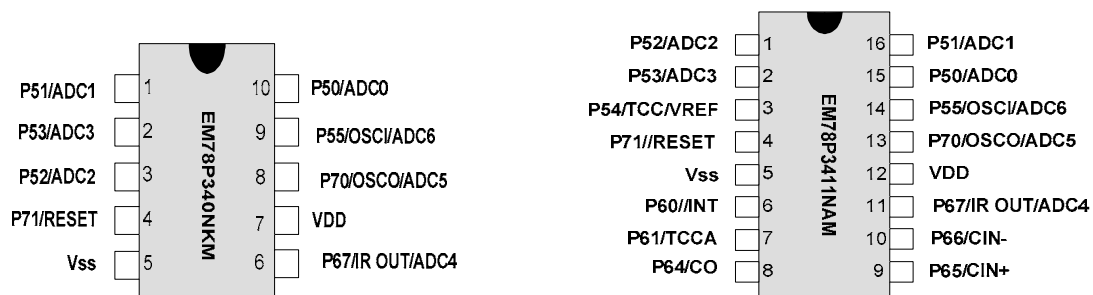 P51/ADC1 1 10 P50/ADC0
P53/ADC3 2 9 P55/OSCI/ADC6
P52/ADC2 3 8 P70/OSCO/ADC5
P71/RESET 4 7 VDD
Vss 5 6 P67/IR OUT/ADC4
EM78P340NKM
P52/ADC2 1 16 P51/ADC1
P53/ADC3 2 15 P50/ADC0
P54/TCC/VREF 3 14 P55/OSCI/ADC6
P71//RESET 4 13 P70/OSCO/ADC5
Vss 5 12 VDD
P60//INT 6 11 P67/IR OUT/ADC4
P61/TCCA 7 10 P66/CIN-
P64/CO 8 9 P65/CIN+
EM78P3411NAM